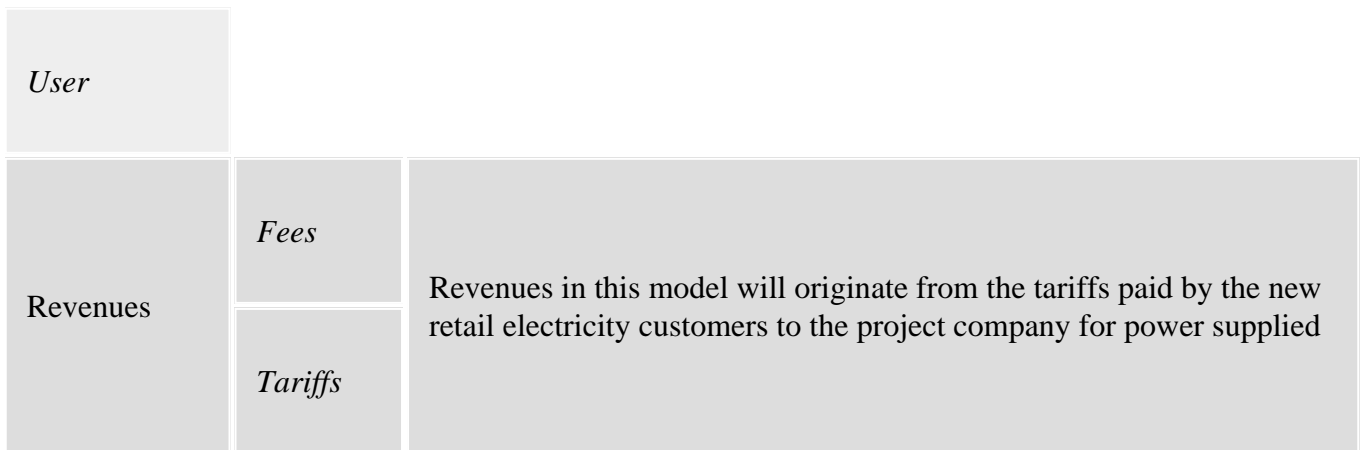 User
Revenues
Fees
Tariffs
Revenues in this model will originate from the tariffs paid by the new
retail electricity customers to the project company for power supplied